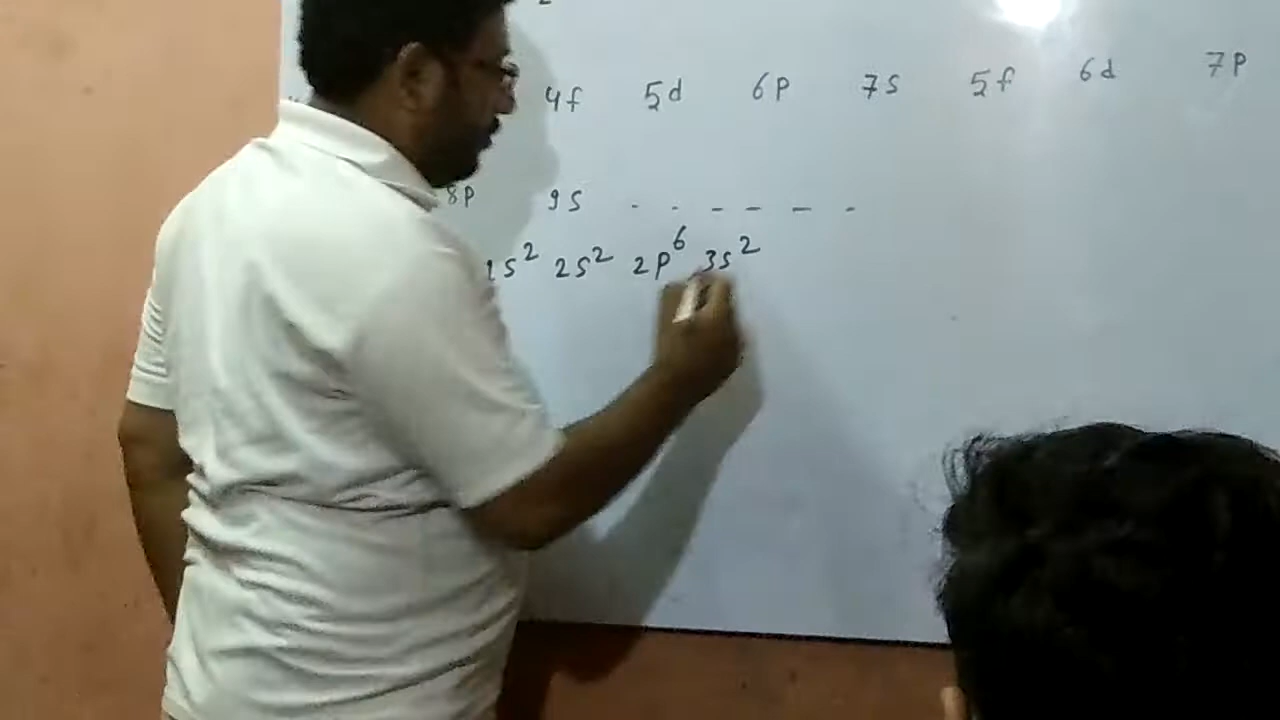 4f 5d 6p 7s 5f 6d 7p
8p 9s - - - - - -
1s² 2s² 2p⁶ 3s²